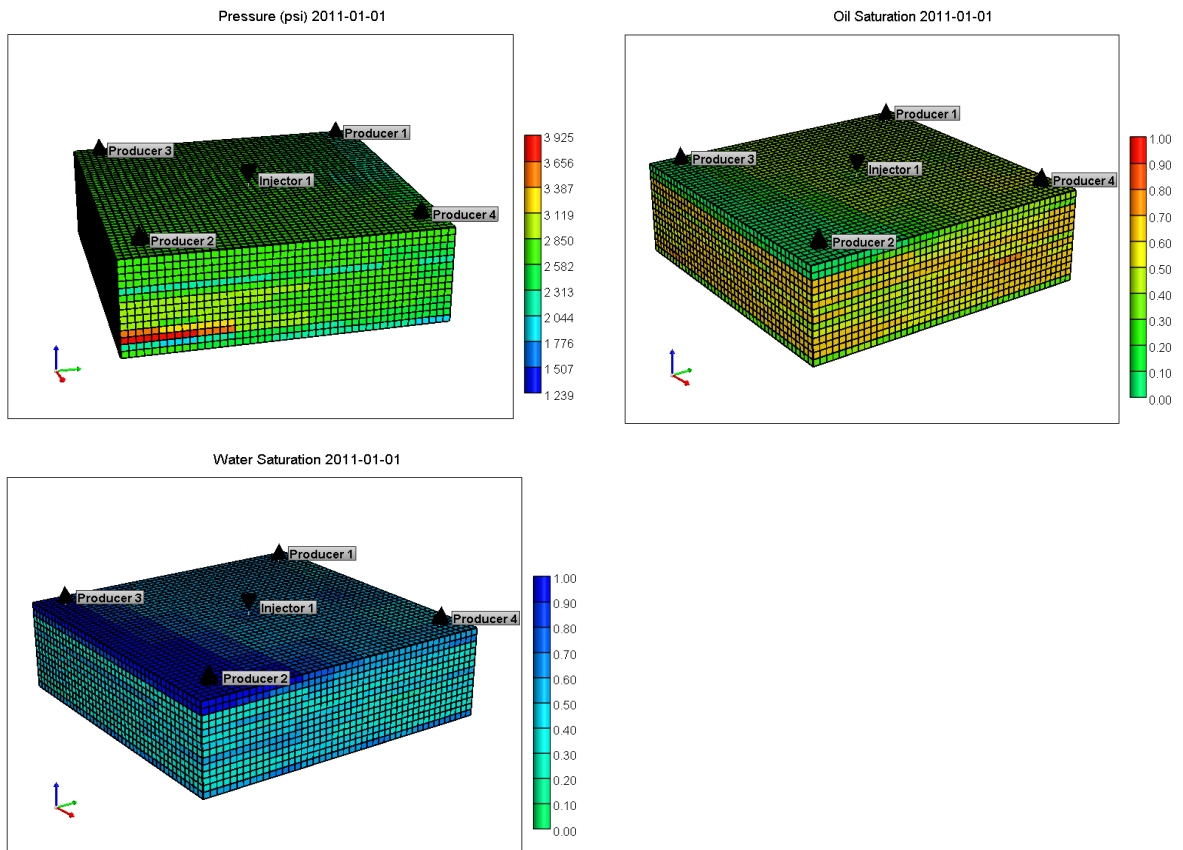 Pressure (psi) 2011-01-01
Producer 1
Producer 3
Injector 1
Producer 4
Producer 2
3 925
3 656
3 387
3 119
2 850
2 582
2 313
2 044
1 776
1 507
1 239
Oil Saturation 2011-01-01
Producer 1
Producer 3
Injector 1
Producer 4
Producer 2
1.00
0.90
0.80
0.70
0.60
0.50
0.40
0.30
0.20
0.10
0.00
Water Saturation 2011-01-01
Producer 1
Producer 3
Injector 1
Producer 4
Producer 2
1.00
0.90
0.80
0.70
0.60
0.50
0.40
0.30
0.20
0.10
0.00